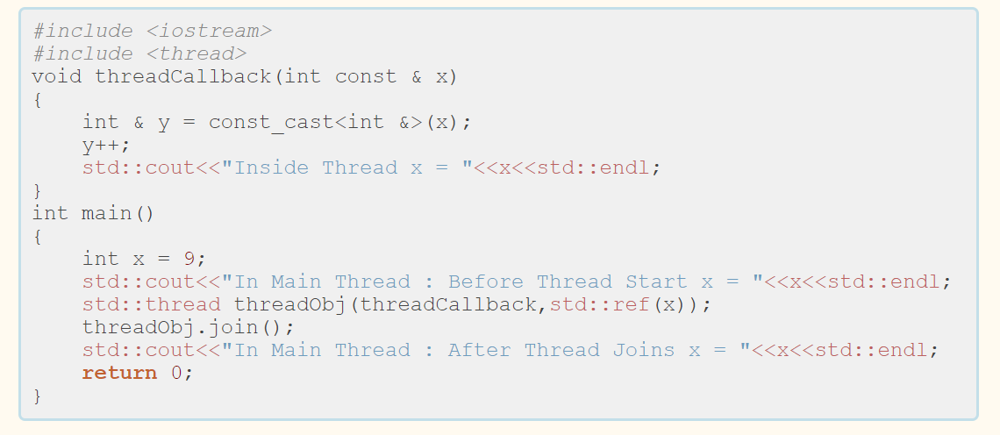 #include <iostream>
#include <thread>
void threadCallback(int const & x)
{
    int & y = const_cast<int &>(x);
    y++;
    std::cout<<"Inside Thread x = "<<x<<std::endl;
}
int main()
{
    int x = 9;
    std::cout<<"In Main Thread : Before Thread Start x = "<<x<<std::endl;
    std::thread threadObj(threadCallback,std::ref(x));
    threadObj.join();
    std::cout<<"In Main Thread : After Thread Joins x = "<<x<<std::endl;
    return 0;
}